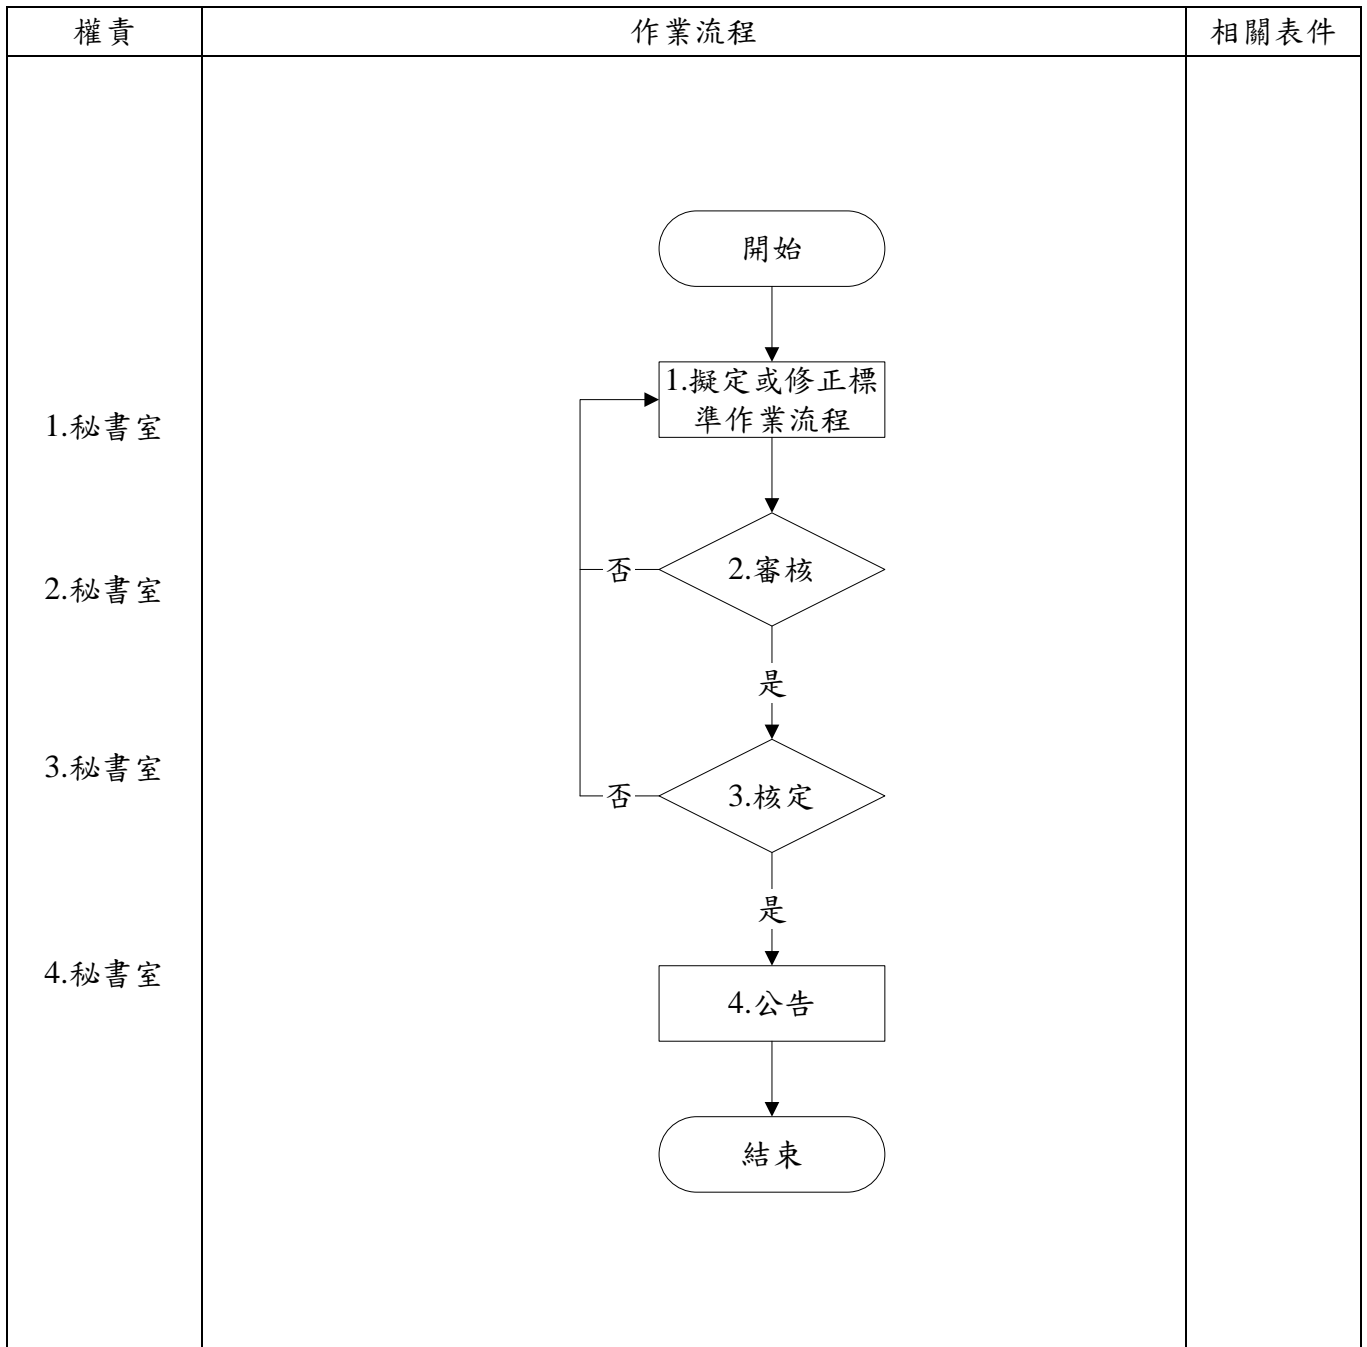 權責
作業流程
相關表件
開始
1.擬定或修正標
準作業流程
1.秘書室
否
2.審核
2.秘書室
是
3.秘書室
否
3.核定
是
4.秘書室
4.公告
結束